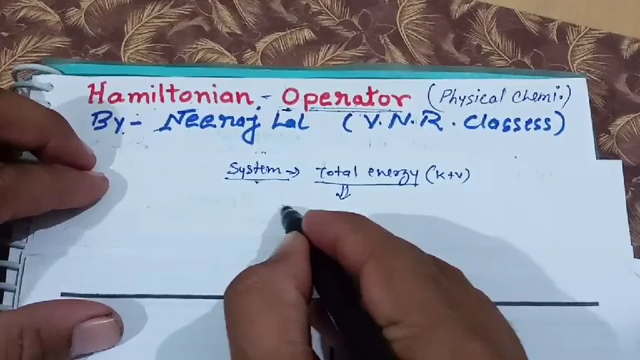 Hamiltonian - Operator (Physical Chemi.)
By - Neeraj Lal (V.N.R. Classess)
System → Total energy (K+V)
⇓